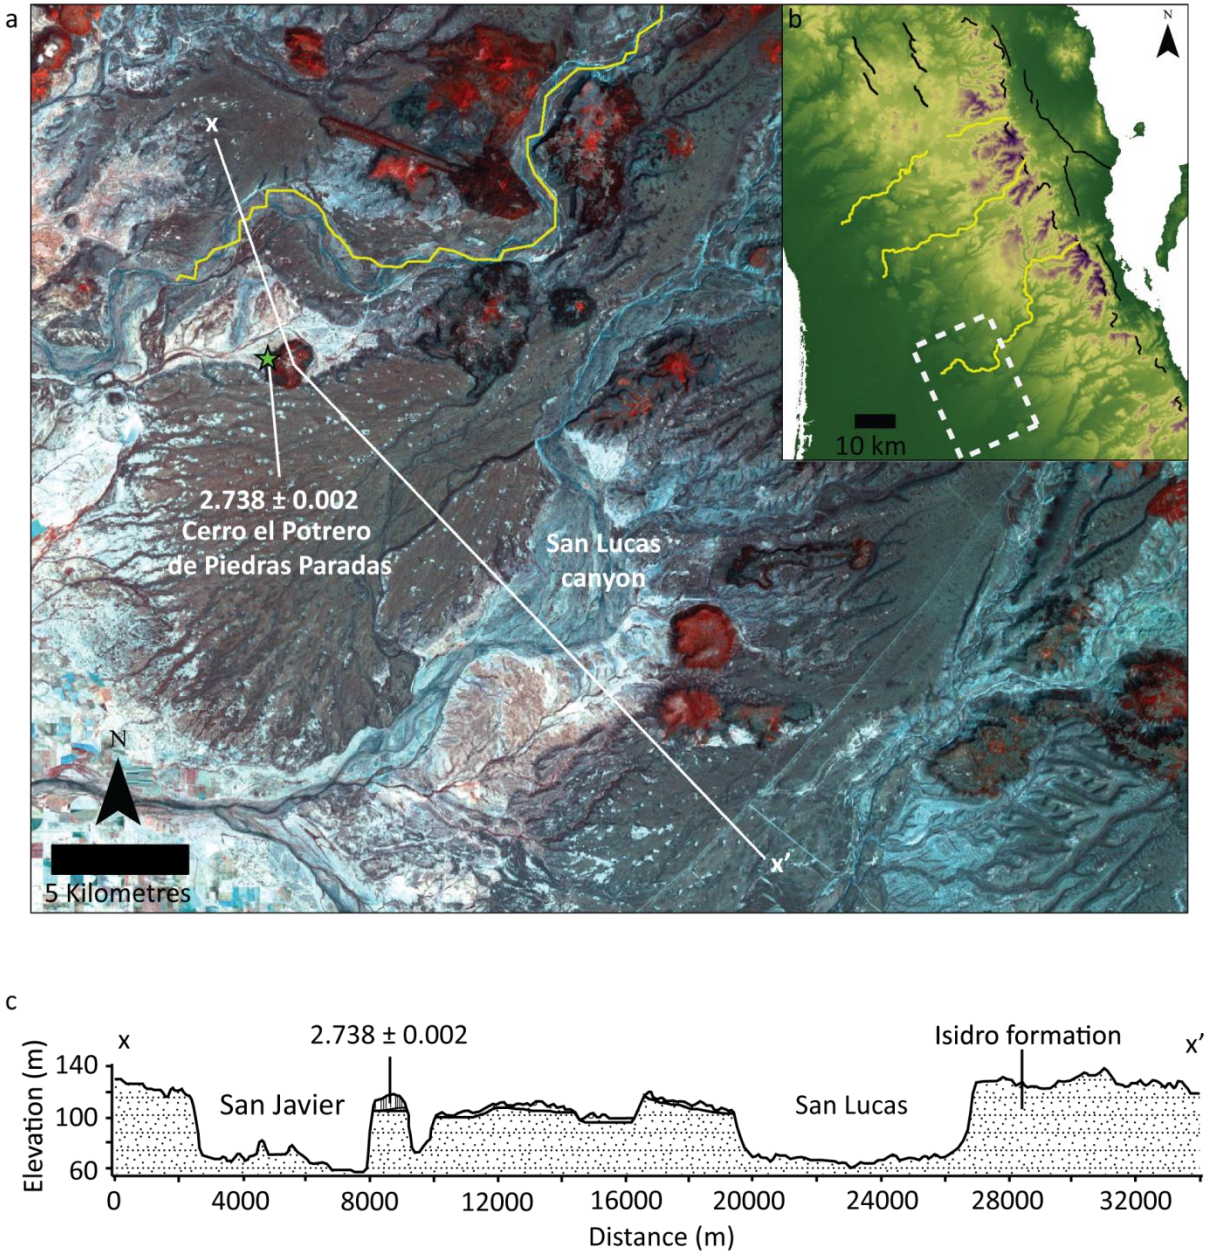 a
b
N
x
10 km
2.738 ± 0.002
Cerro el Potrero
de Piedras Paradas
San Lucas
canyon
N
x'
5 Kilometres
c
2.738 ± 0.002
Isidro formation
x
x'
Elevation (m)
140
100
60
San Javier
San Lucas
0 4000 8000 12000 16000 20000 24000 28000 32000
Distance (m)